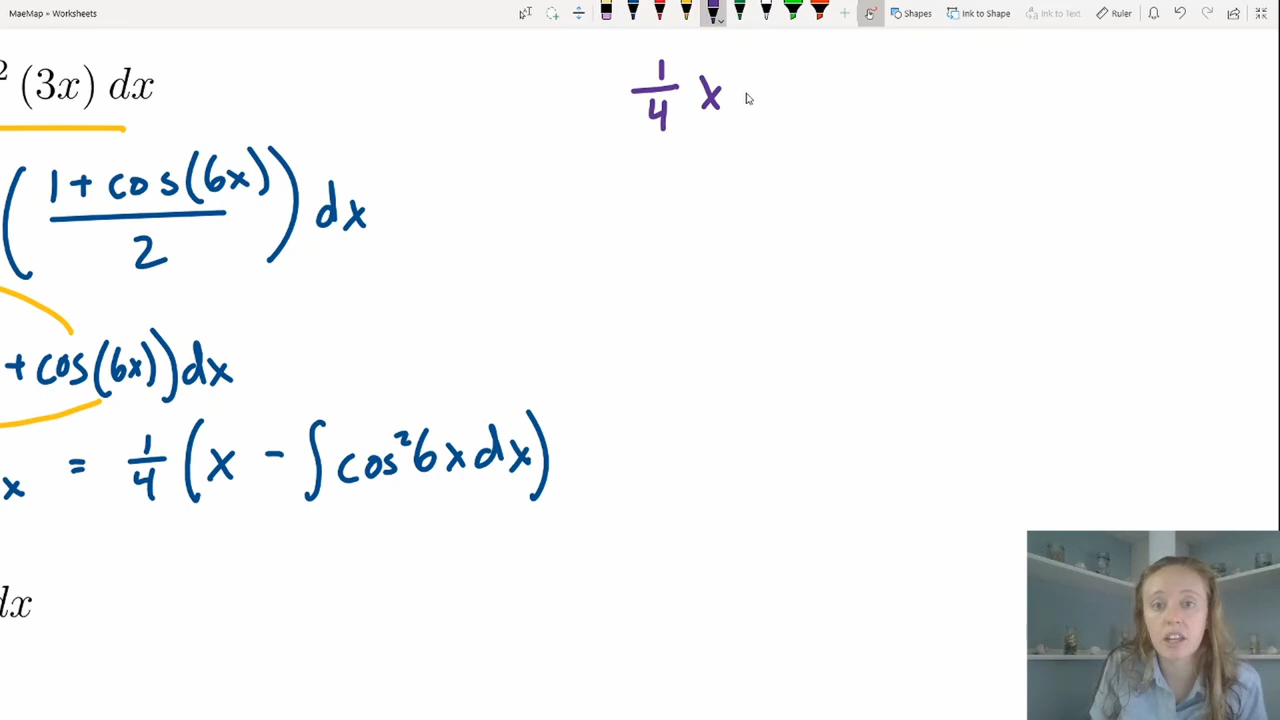 MaeMap » Worksheets
Shapes Ink to Shape Ink to Text Ruler
² (3x) dx
1/4 x
(1 + cos(6x) / 2) dx
+ cos(6x)) dx
x = 1/4 (x - ∫ cos² 6x dx)
dx